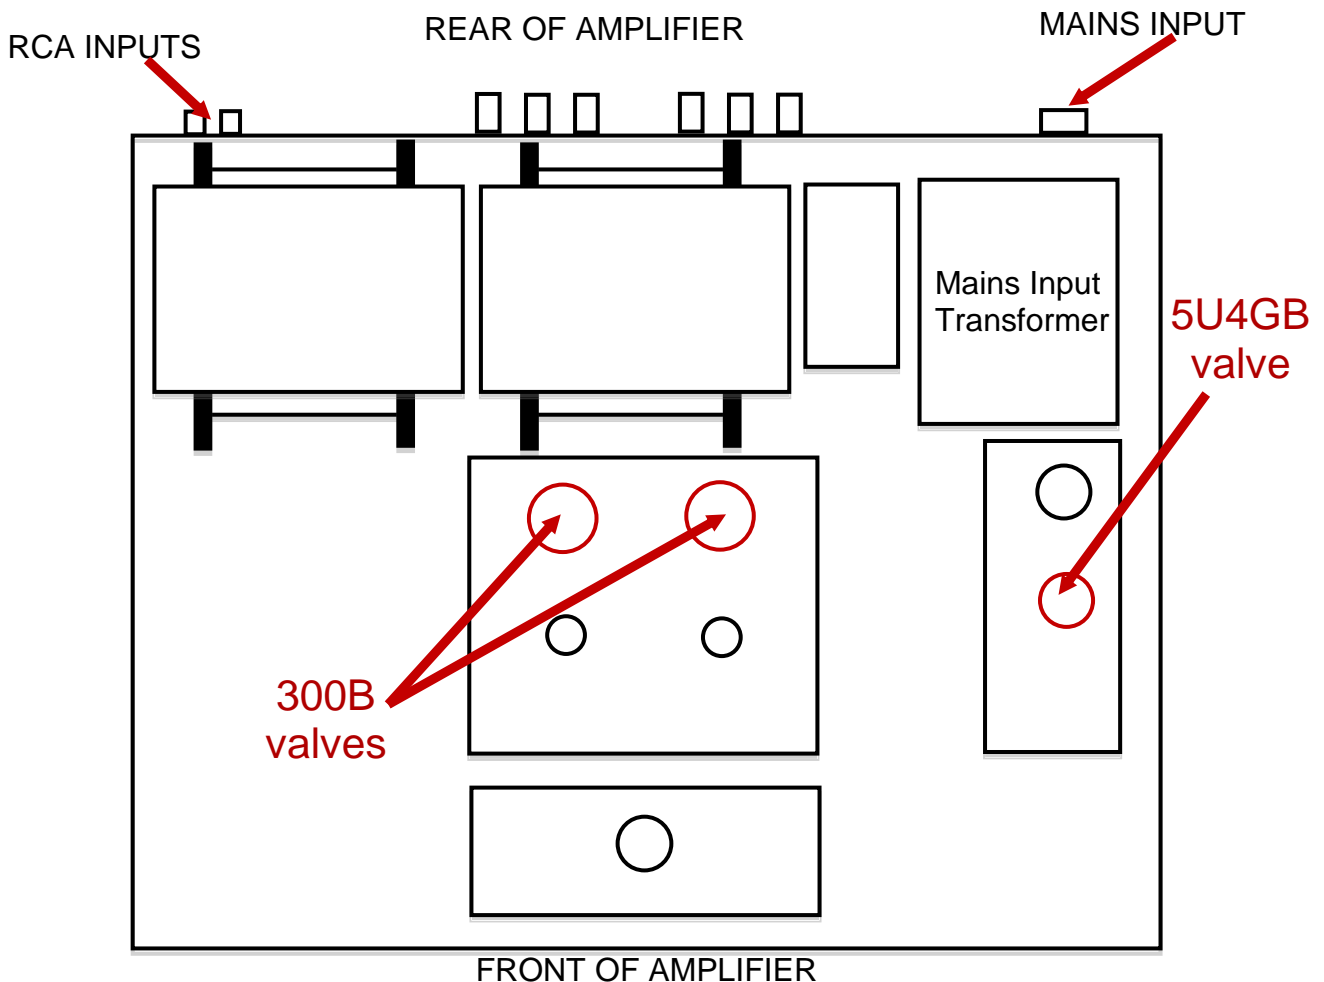 RCA INPUTS
REAR OF AMPLIFIER
MAINS INPUT
Mains Input
Transformer
5U4GB
valve
300B
valves
FRONT OF AMPLIFIER